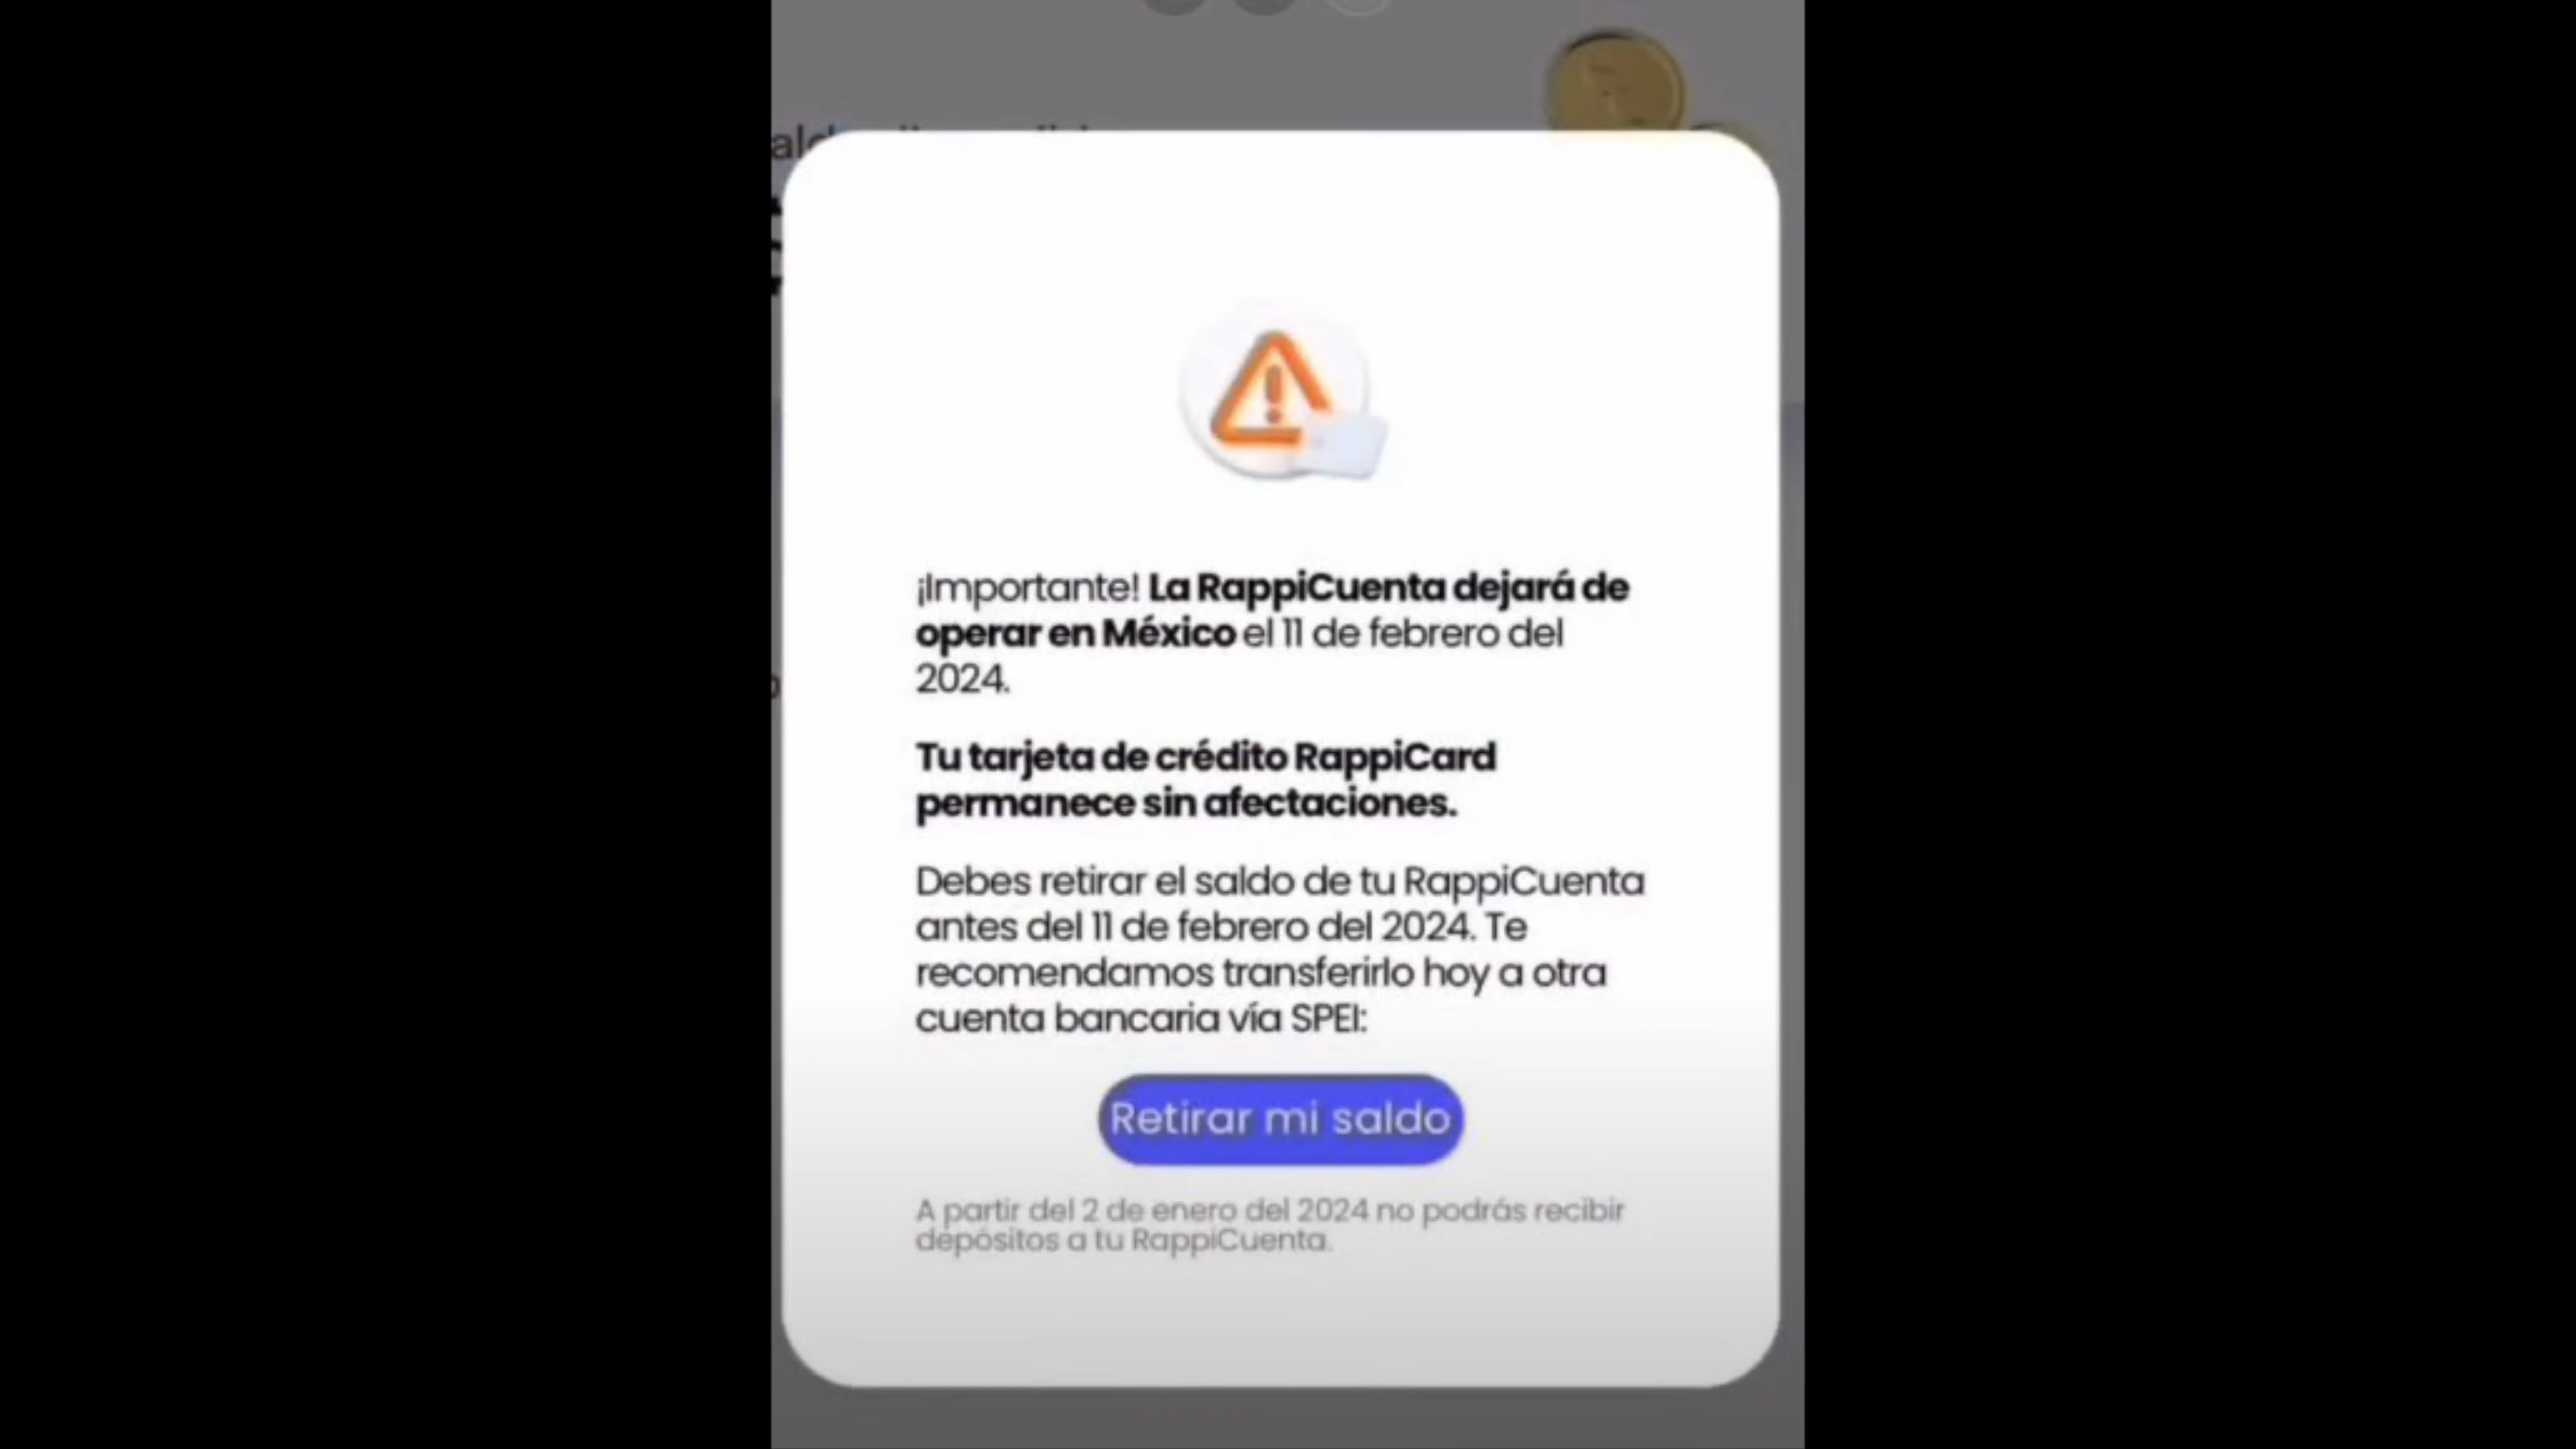 ¡Importante! La RappiCuenta dejará de
operar en México el 11 de febrero del
2024.
Tu tarjeta de crédito RappiCard
permanece sin afectaciones.
Debes retirar el saldo de tu RappiCuenta
antes del 11 de febrero del 2024. Te
recomendamos transferirlo hoy a otra
cuenta bancaria vía SPEI:
Retirar mi saldo
A partir del 2 de enero del 2024 no podrás recibir
depósitos a tu RappiCuenta.